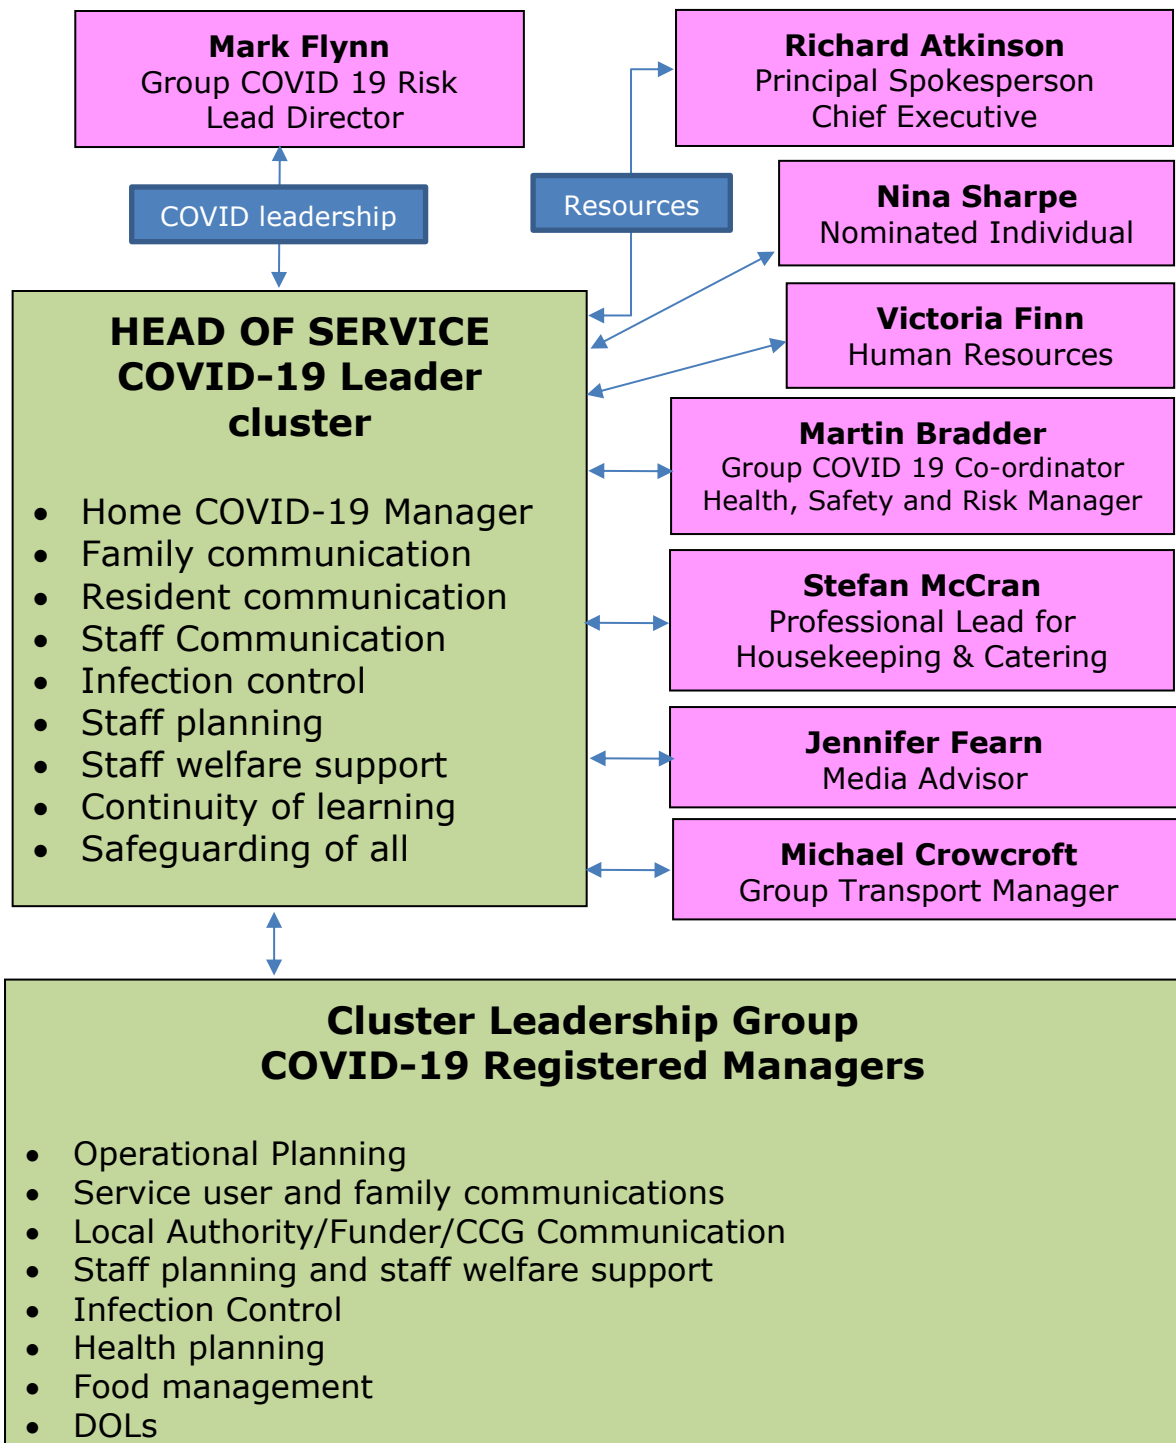 Mark Flynn
Group COVID 19 Risk
Lead Director
Richard Atkinson
Principal Spokesperson
Chief Executive
COVID leadership
Resources
Nina Sharpe
Nominated Individual
Victoria Finn
Human Resources
Martin Bradder
Group COVID 19 Co-ordinator
Health, Safety and Risk Manager
Stefan McCran
Professional Lead for
Housekeeping & Catering
Jennifer Fearn
Media Advisor
Michael Crowcroft
Group Transport Manager
HEAD OF SERVICE
COVID-19 Leader
cluster
• Home COVID-19 Manager
• Family communication
• Resident communication
• Staff Communication
• Infection control
• Staff planning
• Staff welfare support
• Continuity of learning
• Safeguarding of all
Cluster Leadership Group
COVID-19 Registered Managers
• Operational Planning
• Service user and family communications
• Local Authority/Funder/CCG Communication
• Staff planning and staff welfare support
• Infection Control
• Health planning
• Food management
• DOLs